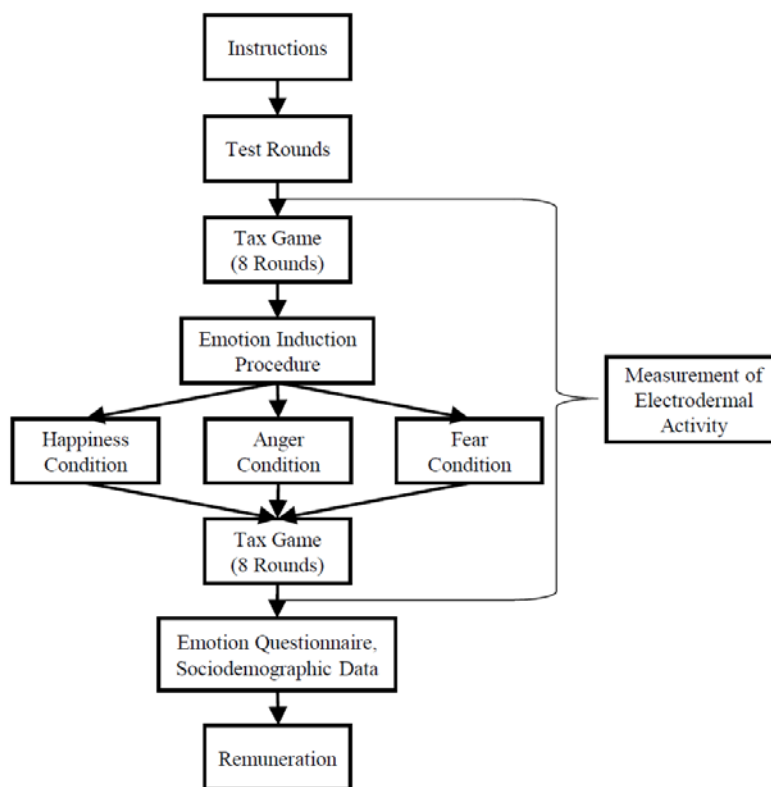 Instructions
Test Rounds
Tax Game
(8 Rounds)
Emotion Induction
Procedure
Measurement of
Electrodermal
Activity
Happiness
Condition
Anger
Condition
Fear
Condition
Tax Game
(8 Rounds)
Emotion Questionnaire,
Sociodemographic Data
Remuneration